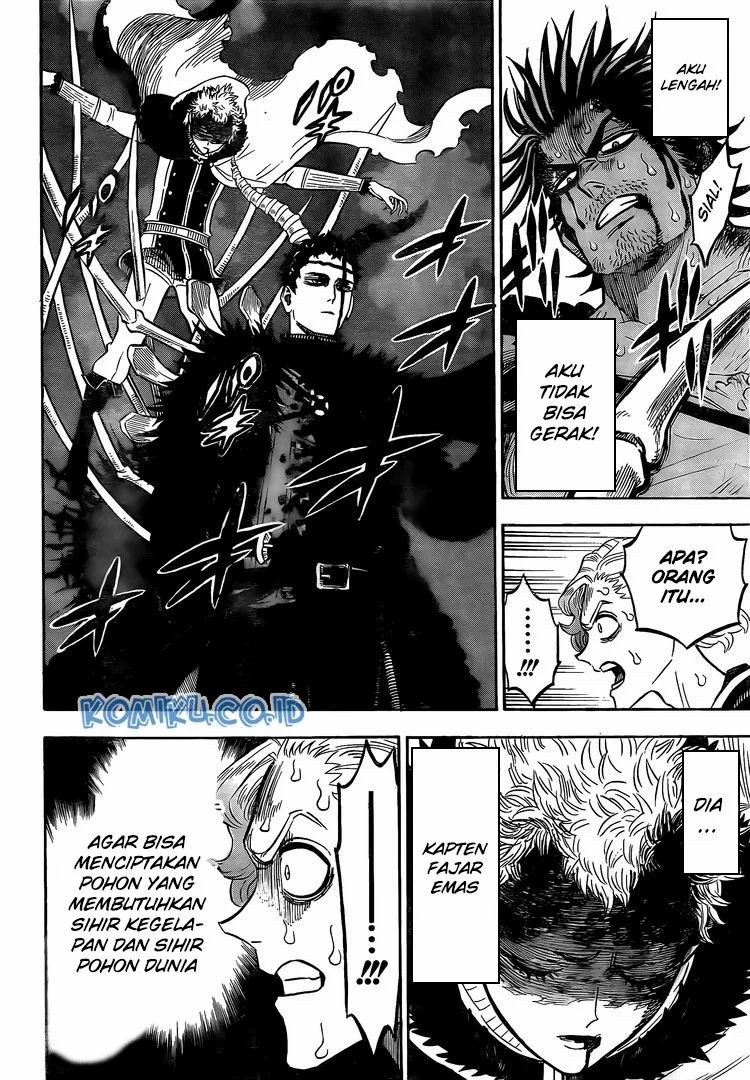 AKU
LENGAH!
SIAL!
AKU
TIDAK
BISA
GERAK!
APA?
ORANG
ITU...
......!!!
KOMIKU.CO.ID
DIA
...
KAPTEN
FAJAR
EMAS
...!!!
AGAR BISA
MENCIPTAKAN
POHON YANG
MEMBUTUHKAN
SIHIR KEGELA-
PAN DAN SIHIR
POHON DUNIA